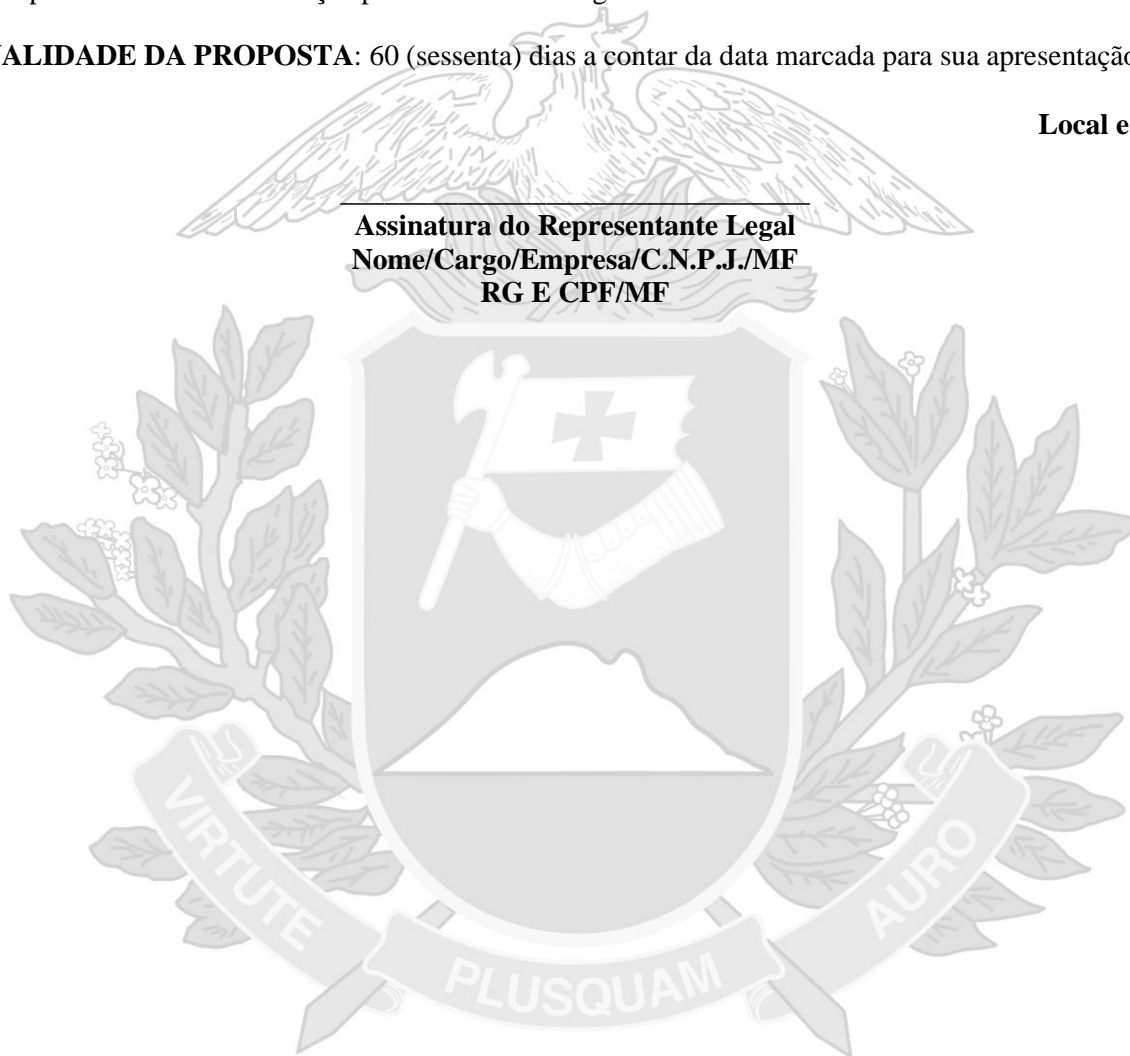 VALIDADE DA PROPOSTA: 60 (sessenta) dias a contar da data marcada para sua apresentação
Local e
Assinatura do Representante Legal
Nome/Cargo/Empresa/C.N.P.J./MF
RG E CPF/MF
VIRTUTE PLUSQUAM AURO